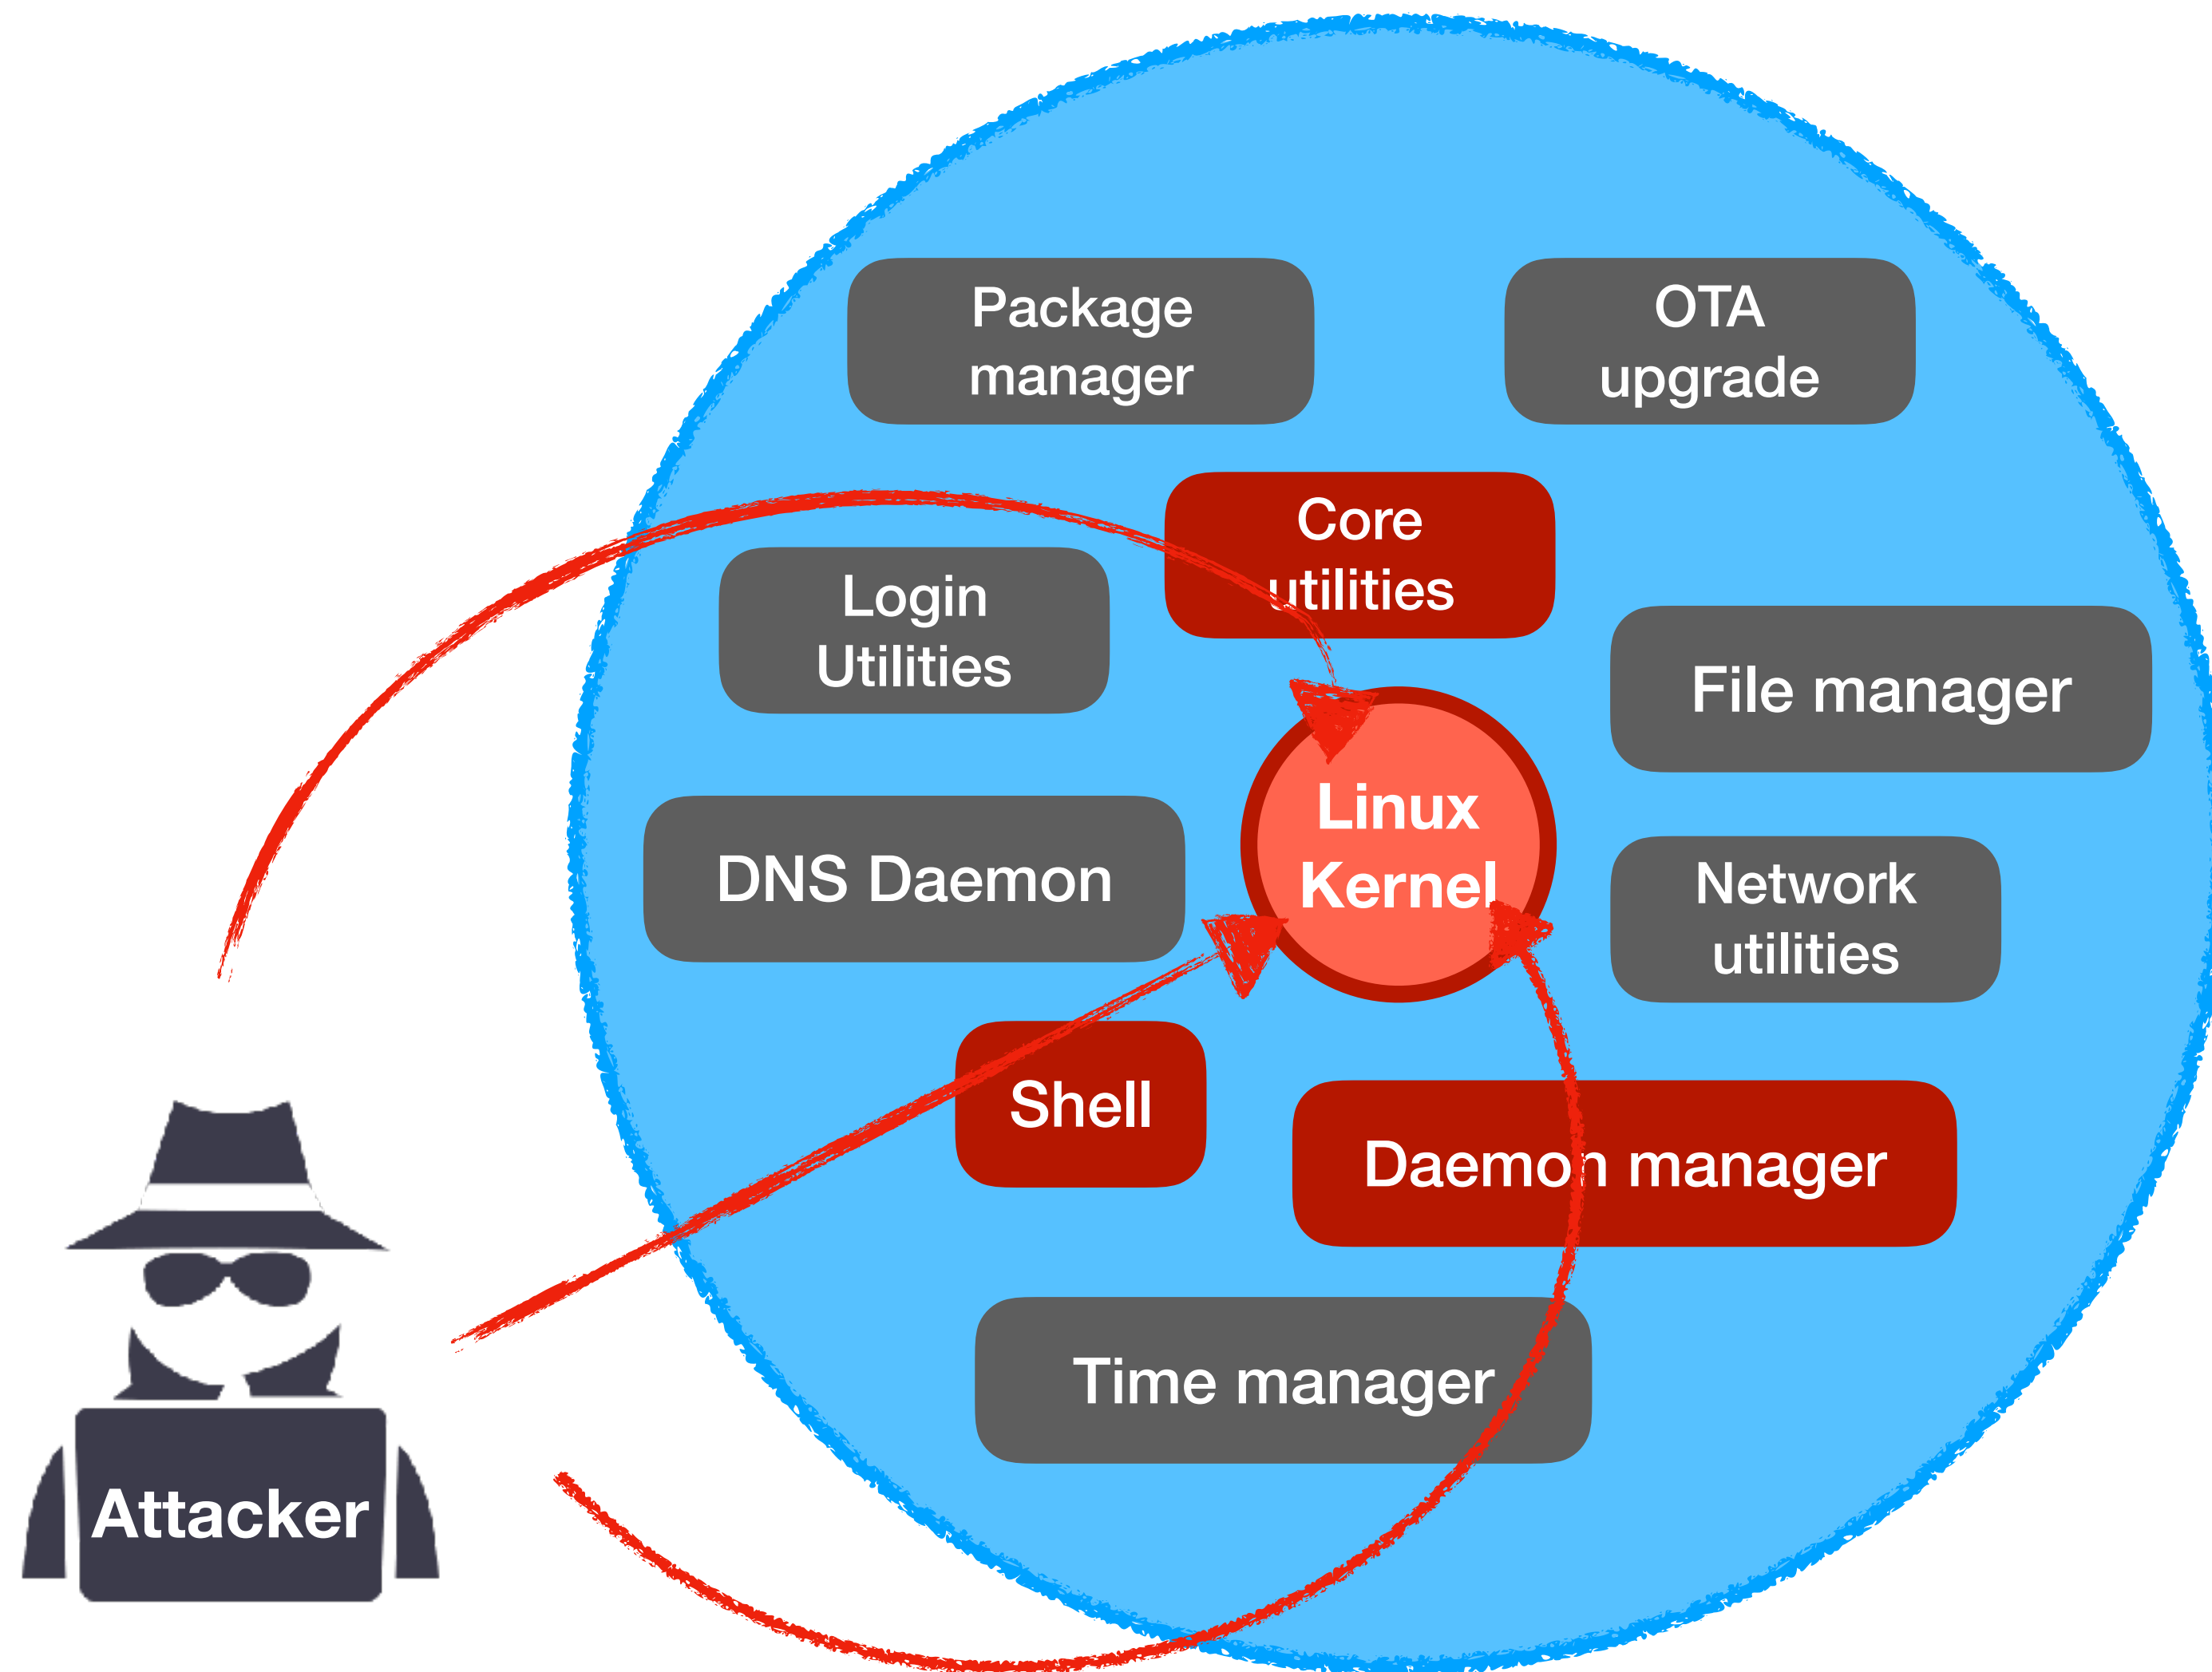 Package
manager
OTA
upgrade
Core
utilities
Login
Utilities
File manager
Linux
Kernel
DNS Daemon
Network
utilities
Shell
Daemon manager
Time manager
Attacker